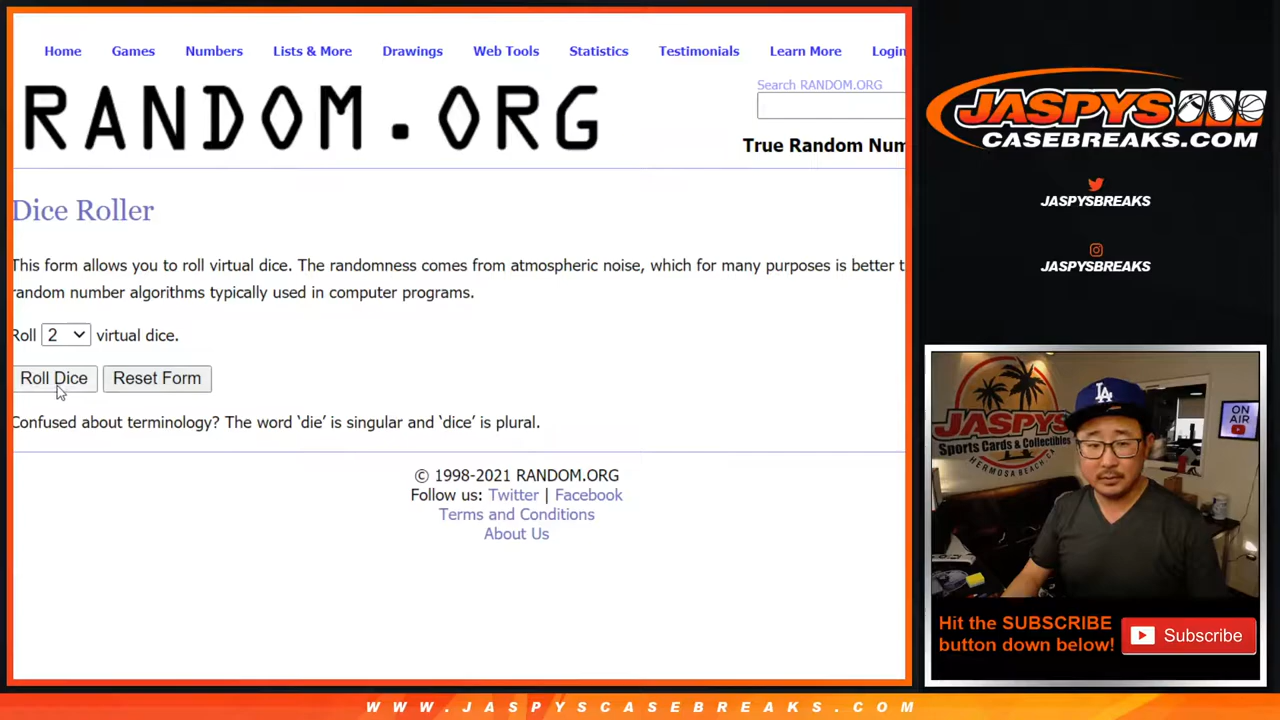 Home Games Numbers Lists & More Drawings Web Tools Statistics Testimonials Learn More Login
RANDOM.ORG
Search RANDOM.ORG
True Random Num
Dice Roller
This form allows you to roll virtual dice. The randomness comes from atmospheric noise, which for many purposes is better t
random number algorithms typically used in computer programs.
Roll 2 virtual dice.
Roll Dice Reset Form
Confused about terminology? The word ‘die’ is singular and ‘dice’ is plural.
© 1998-2021 RANDOM.ORG
Follow us: Twitter | Facebook
Terms and Conditions
About Us
JASPYS
CASEBREAKS.COM
JASPYSBREAKS
JASPYSBREAKS
JASPYS
Sports Cards & Collectibles
HERMOSA BEACH, CA
ON
AIR
LA
Hit the SUBSCRIBE
button down below!
Subscribe
WWW.JASPYSCASEBREAKS.COM